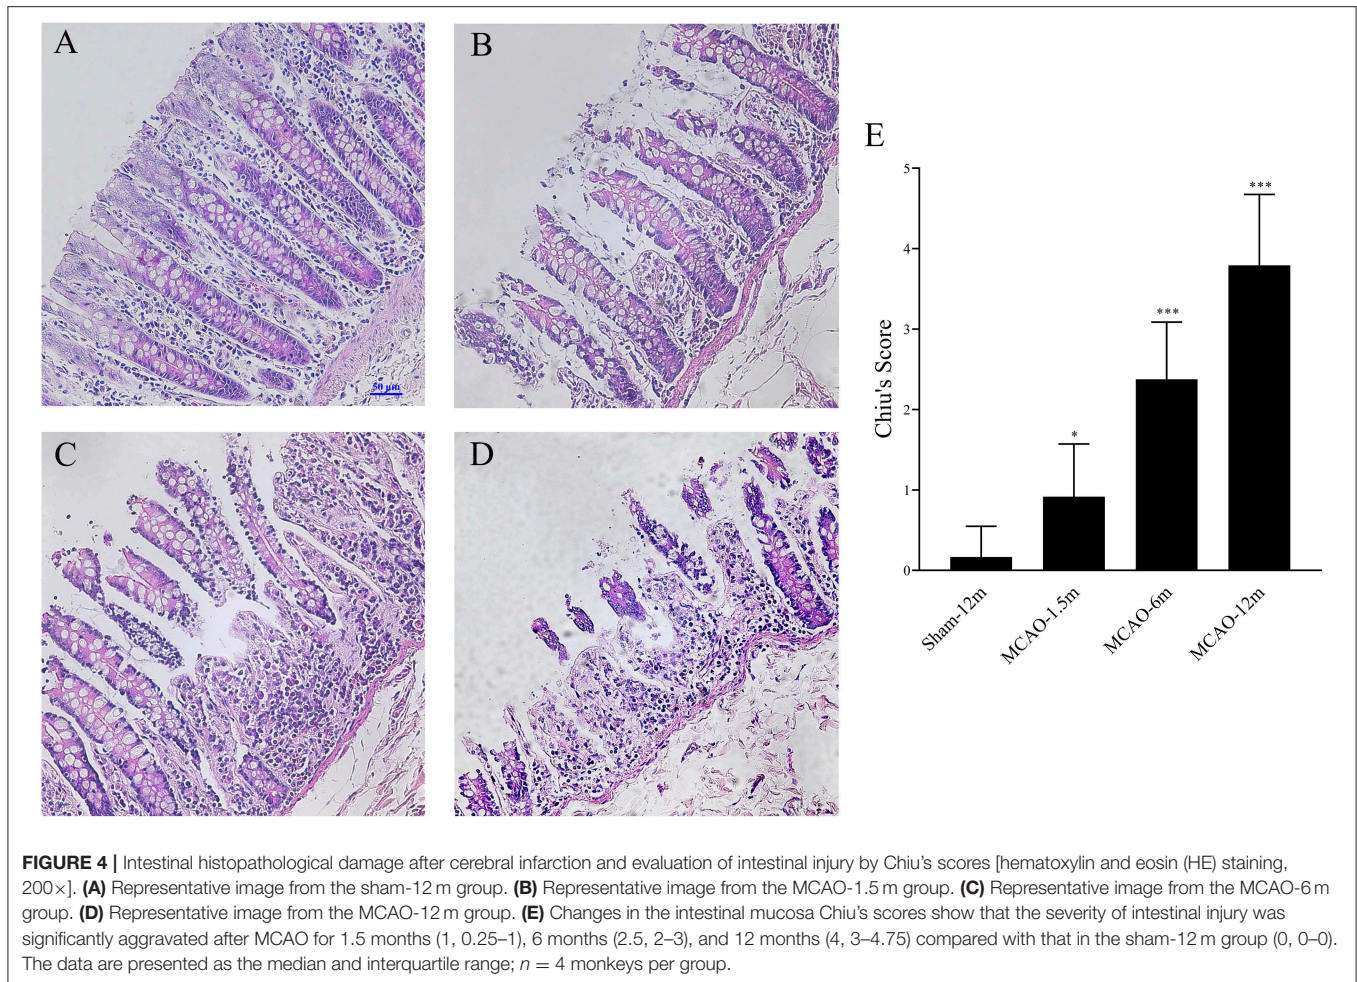 A
B
50 μm
C
D
E
5
4
3
2
1
0
Chiu's Score
*
***
***
Sham-12m
MCAO-1.5m
MCAO-6m
MCAO-12m
FIGURE 4 | Intestinal histopathological damage after cerebral infarction and evaluation of intestinal injury by Chiu's scores [hematoxylin and eosin (HE) staining,
200×]. (A) Representative image from the sham-12 m group. (B) Representative image from the MCAO-1.5 m group. (C) Representative image from the MCAO-6 m
group. (D) Representative image from the MCAO-12 m group. (E) Changes in the intestinal mucosa Chiu's scores show that the severity of intestinal injury was
significantly aggravated after MCAO for 1.5 months (1, 0.25–1), 6 months (2.5, 2–3), and 12 months (4, 3–4.75) compared with that in the sham-12 m group (0, 0–0).
The data are presented as the median and interquartile range; n = 4 monkeys per group.